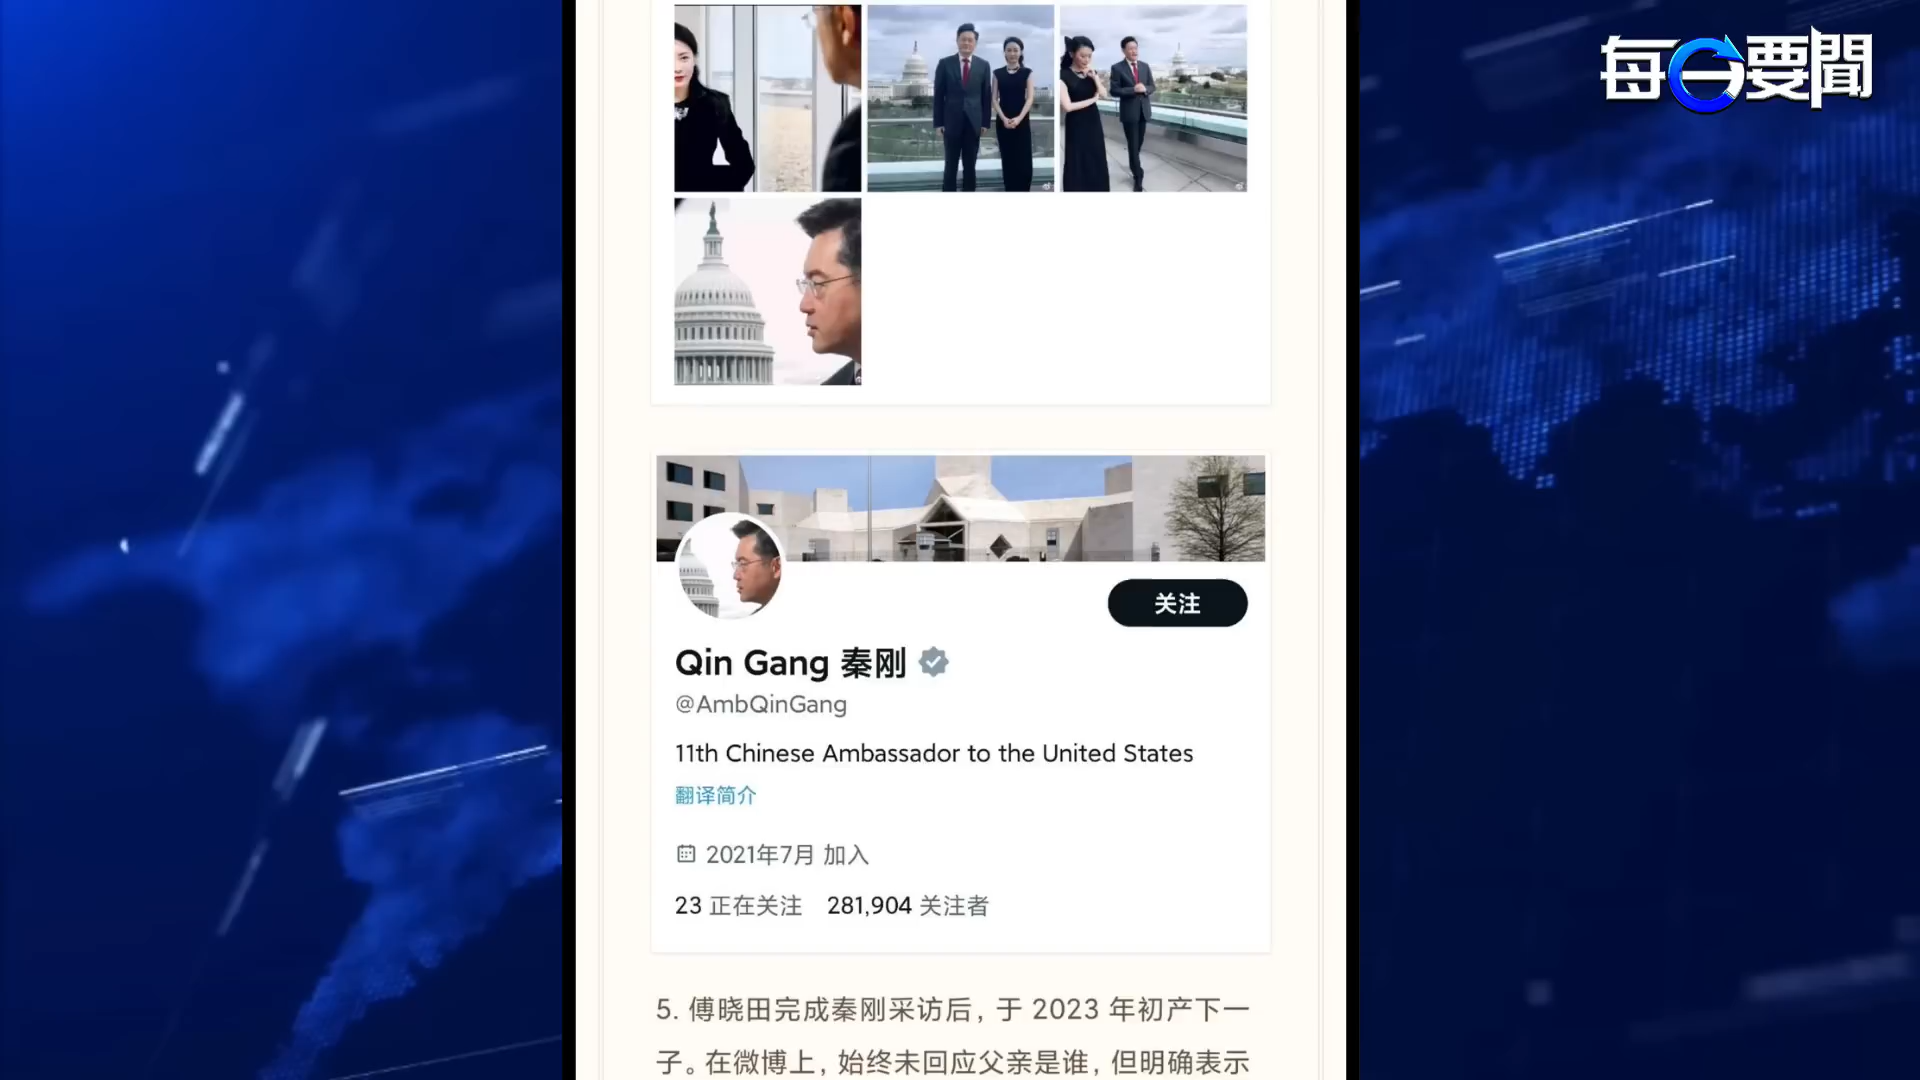 每日要聞
关注
Qin Gang 秦刚
@AmbQinGang
11th Chinese Ambassador to the United States
翻译简介
2021年7月 加入
23 正在关注 281,904 关注者
5. 傅晓田完成秦刚采访后, 于 2023 年初产下一
子。在微博上, 始终未回应父亲是谁, 但明确表示